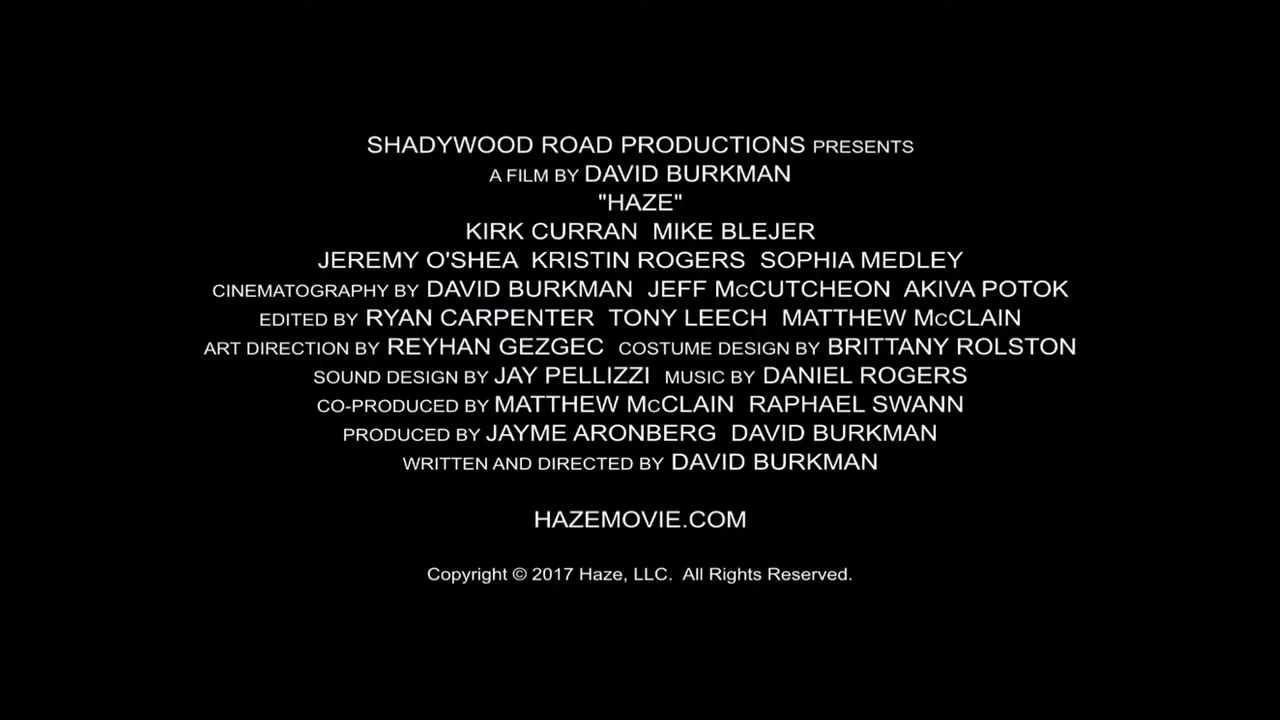 SHADYWOOD ROAD PRODUCTIONS PRESENTS
A FILM BY DAVID BURKMAN
"HAZE"
KIRK CURRAN MIKE BLEJER
JEREMY O'SHEA KRISTIN ROGERS SOPHIA MEDLEY
CINEMATOGRAPHY BY DAVID BURKMAN JEFF McCUTCHEON AKIVA POTOK
EDITED BY RYAN CARPENTER TONY LEECH MATTHEW McCLAIN
ART DIRECTION BY REYHAN GEZGEC COSTUME DESIGN BY BRITTANY ROLSTON
SOUND DESIGN BY JAY PELLIZZI MUSIC BY DANIEL ROGERS
CO-PRODUCED BY MATTHEW McCLAIN RAPHAEL SWANN
PRODUCED BY JAYME ARONBERG DAVID BURKMAN
WRITTEN AND DIRECTED BY DAVID BURKMAN
HAZEMOVIE.COM
Copyright © 2017 Haze, LLC. All Rights Reserved.